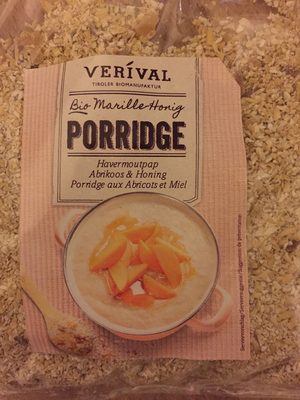 VERÍVAL
TIROLER BIOMANUFAKTUR
Bio Marille-Honig
PORRIDGE
Havermoutpap
Abrikoos & Honing
Porridge aux Abricots et Miel